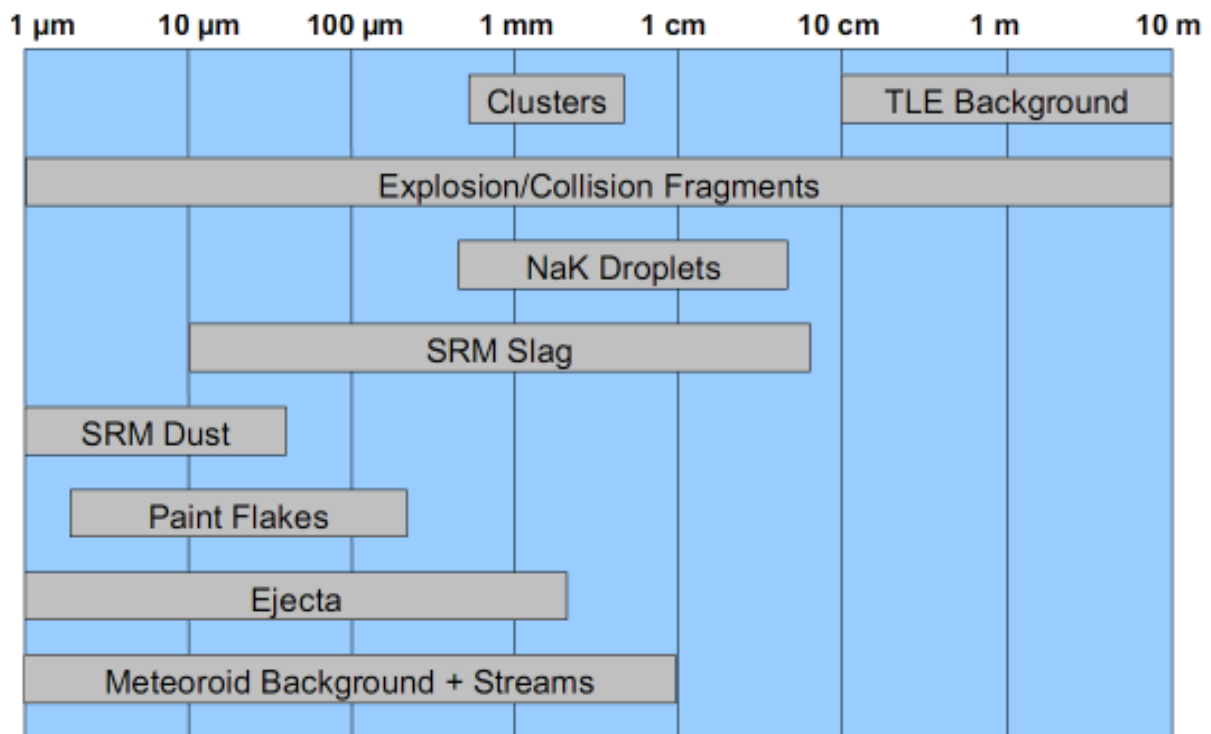 1 µm 10 µm 100 µm 1 mm 1 cm 10 cm 1 m 10 m
Clusters TLE Background
Explosion/Collision Fragments
NaK Droplets
SRM Slag
SRM Dust
Paint Flakes
Ejecta
Meteoroid Background + Streams